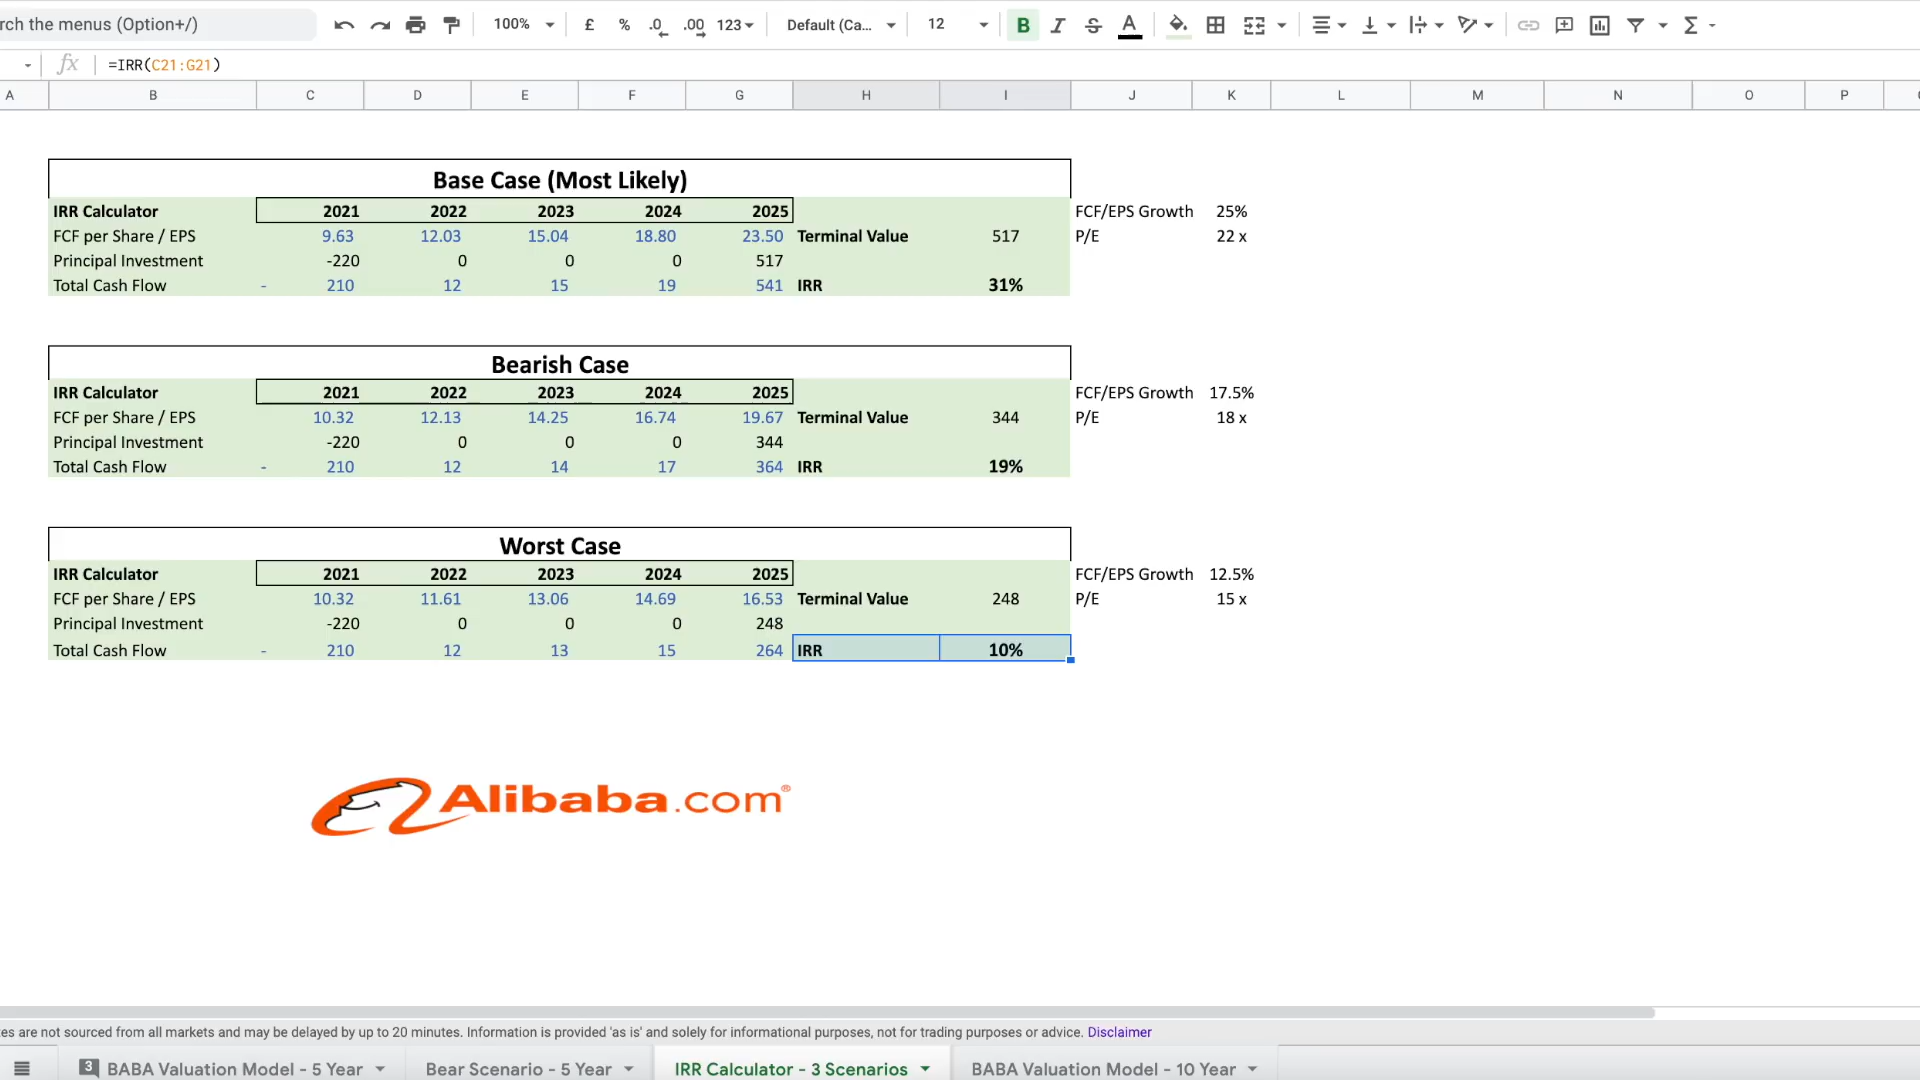 rch the menus (Option+/) 100% £ % .0 .00 123 Default (Ca... 12 B I S A Σ
fx =IRR(C21:G21)
A B C D E F G H I J K L M N O P
Base Case (Most Likely)
IRR Calculator 2021 2022 2023 2024 2025 FCF/EPS Growth 25%
FCF per Share / EPS 9.63 12.03 15.04 18.80 23.50 Terminal Value 517 P/E 22 x
Principal Investment -220 0 0 0 517
Total Cash Flow - 210 12 15 19 541 IRR 31%
Bearish Case
IRR Calculator 2021 2022 2023 2024 2025 FCF/EPS Growth 17.5%
FCF per Share / EPS 10.32 12.13 14.25 16.74 19.67 Terminal Value 344 P/E 18 x
Principal Investment -220 0 0 0 344
Total Cash Flow - 210 12 14 17 364 IRR 19%
Worst Case
IRR Calculator 2021 2022 2023 2024 2025 FCF/EPS Growth 12.5%
FCF per Share / EPS 10.32 11.61 13.06 14.69 16.53 Terminal Value 248 P/E 15 x
Principal Investment -220 0 0 0 248
Total Cash Flow - 210 12 13 15 264 IRR 10%
Alibaba.com®
es are not sourced from all markets and may be delayed by up to 20 minutes. Information is provided 'as is' and solely for informational purposes, not for trading purposes or advice. Disclaimer
3 BABA Valuation Model - 5 Year Bear Scenario - 5 Year IRR Calculator - 3 Scenarios BABA Valuation Model - 10 Year